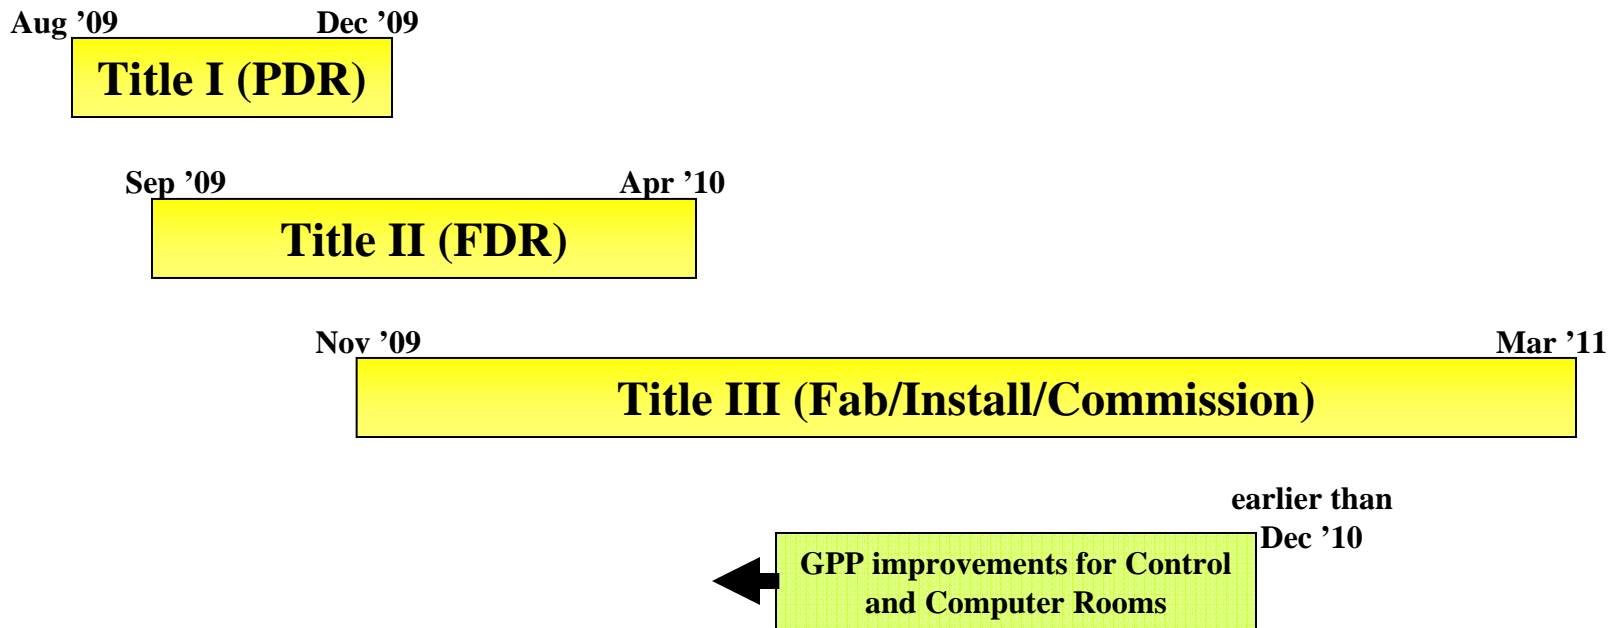 Aug ’09
Dec ’09
Title I (PDR)
Sep ’09
Apr ’10
Title II (FDR)
Nov ’09
Mar ’11
Title III (Fab/Install/Commission)
earlier than
Dec ’10
GPP improvements for Control
and Computer Rooms